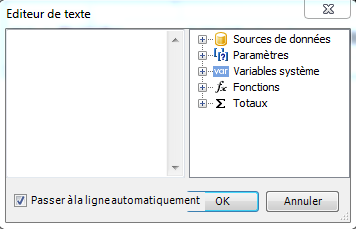 Editeur de texte
Sources de données
[?] Paramètres
var Variables système
fx Fonctions
Σ Totaux
Passer à la ligne automatiquement
OK
Annuler